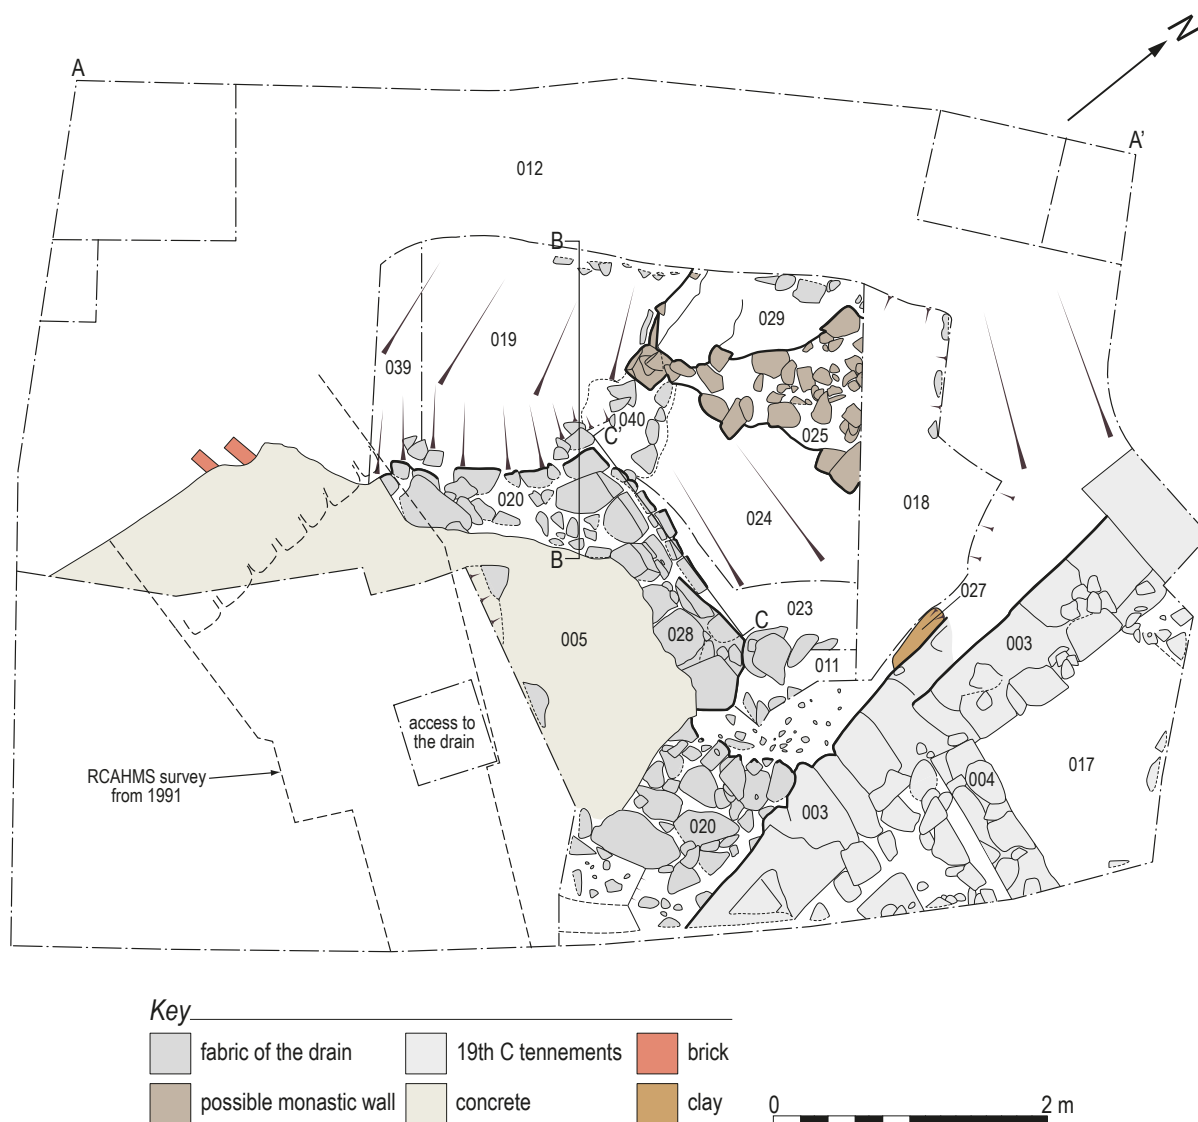 N
A
A'
012
B
029
019
039
040
025
C'
020
018
024
B
027
023
C
003
005
028
011
access to
the drain
017
RCAHMS survey
from 1991
004
003
020
Key
fabric of the drain
19th C tennements
brick
possible monastic wall
concrete
clay
0
2 m